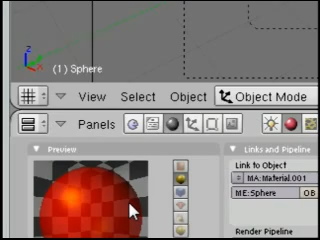 z
(1) Sphere
View Select Object Object Mode
Panels
Preview
Links and Pipeline
Link to Object
MA:Material.001
ME:Sphere OB
Render Pipeline